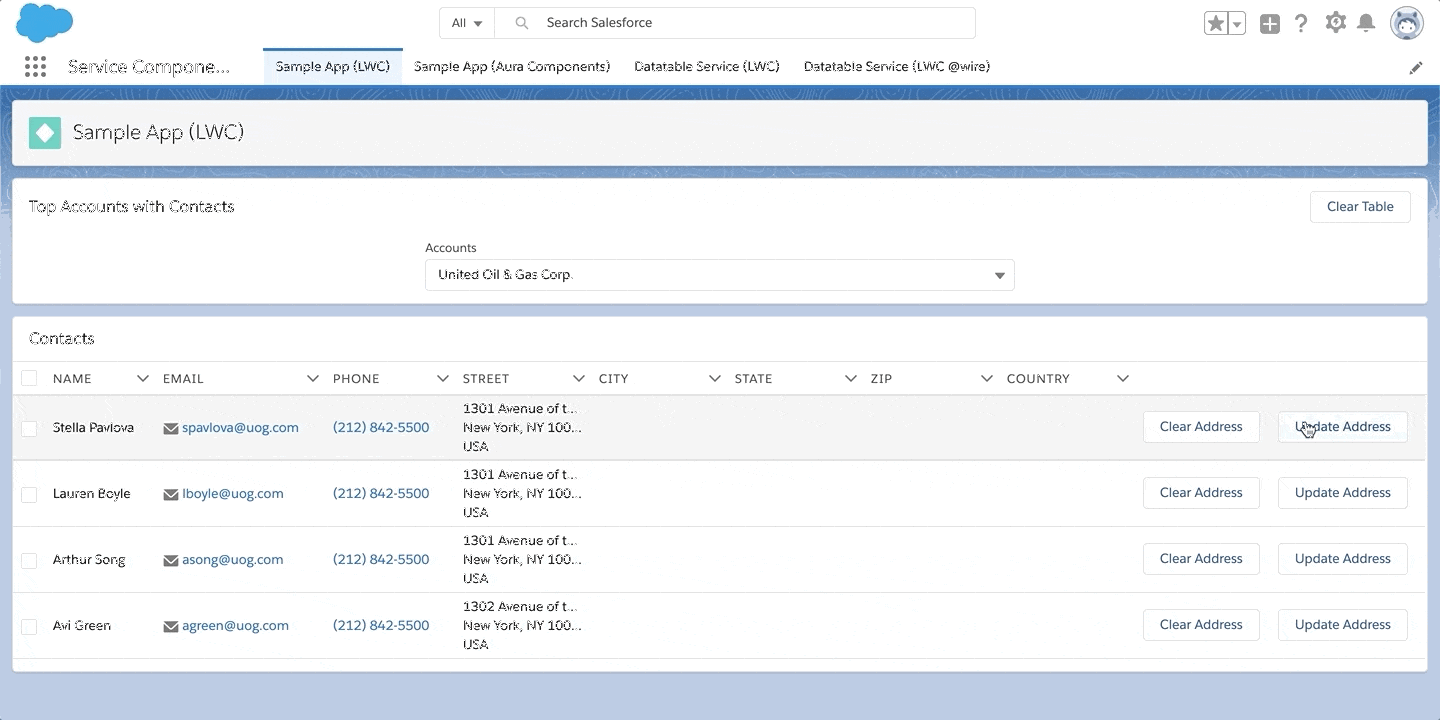 All
Search Salesforce
Service Compone...
Sample App (LWC)
Sample App (Aura Components)
Datatable Service (LWC)
Datatable Service (LWC @wire)
Sample App (LWC)
Top Accounts with Contacts
Clear Table
Accounts
United Oil & Gas Corp.
Contacts
NAME EMAIL PHONE STREET CITY STATE ZIP COUNTRY
Stella Pavlova spavlova@uog.com (212) 842-5500 1301 Avenue of t...
New York, NY 100...
USA
Clear Address Update Address
Lauren Boyle lboyle@uog.com (212) 842-5500 1301 Avenue of t...
New York, NY 100...
USA
Clear Address Update Address
Arthur Song asong@uog.com (212) 842-5500 1301 Avenue of t...
New York, NY 100...
USA
Clear Address Update Address
Avi Green agreen@uog.com (212) 842-5500 1302 Avenue of t...
New York, NY 100...
USA
Clear Address Update Address